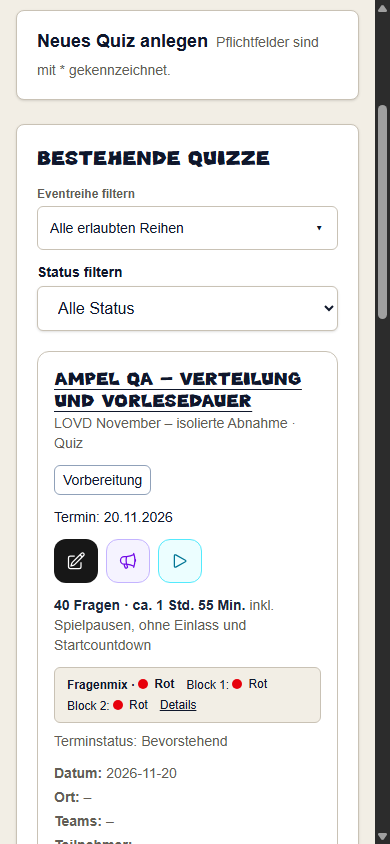 Neues Quiz anlegen Pflichtfelder sind
mit * gekennzeichnet.
BESTEHENDE QUIZZE
Eventreihe filtern
Alle erlaubten Reihen
Status filtern
Alle Status
AMPEL QA – VERTEILUNG
UND VORLESEDAUER
LOVD November – isolierte Abnahme ·
Quiz
Vorbereitung
Termin: 20.11.2026
40 Fragen · ca. 1 Std. 55 Min. inkl.
Spielpausen, ohne Einlass und
Startcountdown
Fragenmix · Rot Block 1: Rot
Block 2: Rot Details
Terminstatus: Bevorstehend
Datum: 2026-11-20
Ort: –
Teams: –
Teilnehmer: –